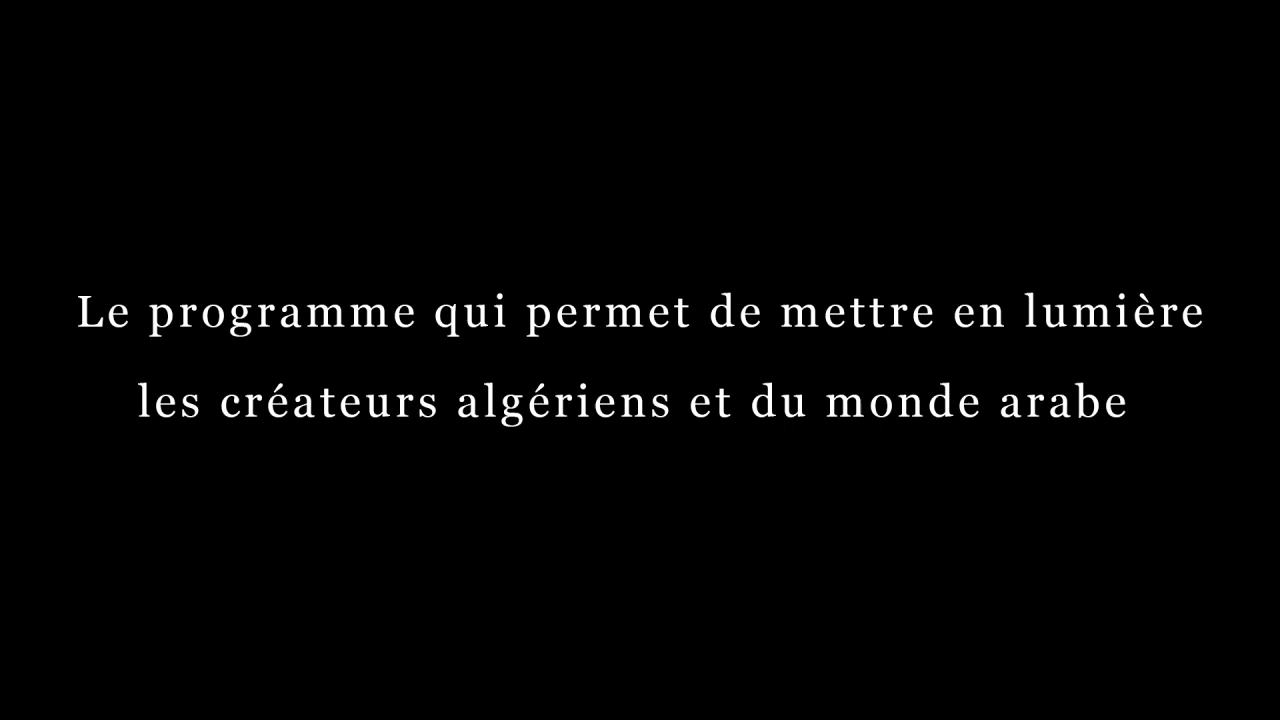 Le programme qui permet de mettre en lumière
les créateurs algériens et du monde arabe